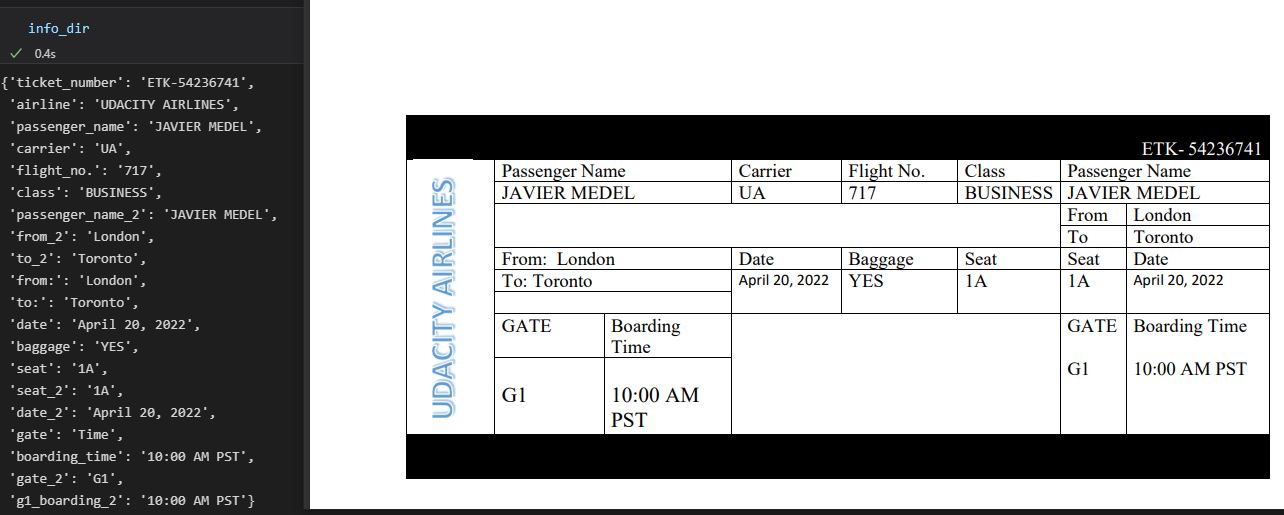 info_dir
0.4s
{'ticket_number': 'ETK-54236741',
'airline': 'UDACITY AIRLINES',
'passenger_name': 'JAVIER MEDEL',
'carrier': 'UA',
'flight_no.': '717',
'class': 'BUSINESS',
'passenger_name_2': 'JAVIER MEDEL',
'from_2': 'London',
'to_2': 'Toronto',
'from:': 'London',
'to:': 'Toronto',
'date': 'April 20, 2022',
'baggage': 'YES',
'seat': '1A',
'seat_2': '1A',
'date_2': 'April 20, 2022',
'gate': 'Time',
'boarding_time': '10:00 AM PST',
'gate_2': 'G1',
'g1_boarding_2': '10:00 AM PST'}
ETK- 54236741
UDACITY AIRLINES
Passenger Name Carrier Flight No. Class Passenger Name
JAVIER MEDEL UA 717 BUSINESS JAVIER MEDEL
From London
To Toronto
From: London Date Baggage Seat Seat Date
To: Toronto April 20, 2022 YES 1A 1A April 20, 2022
GATE Boarding GATE Boarding Time
Time
G1 10:00 AM PST
G1 10:00 AM
PST